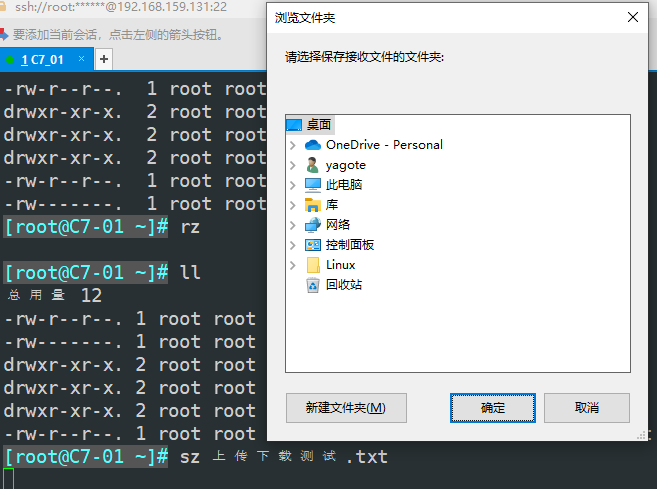 ssh://root:******@192.168.159.131:22
要添加当前会话，点击左侧的箭头按钮。
1 C7_01 × +
-rw-r--r--. 1 root root
drwxr-xr-x. 2 root root
drwxr-xr-x. 2 root root
drwxr-xr-x. 2 root root
-rw-r--r--. 1 root root
-rw-------. 1 root root
[root@C7-01 ~]# rz
[root@C7-01 ~]# ll
总用量 12
-rw-r--r--. 1 root root
-rw-------. 1 root root
drwxr-xr-x. 2 root root
drwxr-xr-x. 2 root root
drwxr-xr-x. 2 root root
-rw-r--r--. 1 root root
[root@C7-01 ~]# sz 上传下载测试.txt
浏览文件夹
请选择保存接收文件的文件夹:
桌面
OneDrive - Personal
yagote
此电脑
库
网络
控制面板
Linux
回收站
新建文件夹(M) 确定 取消